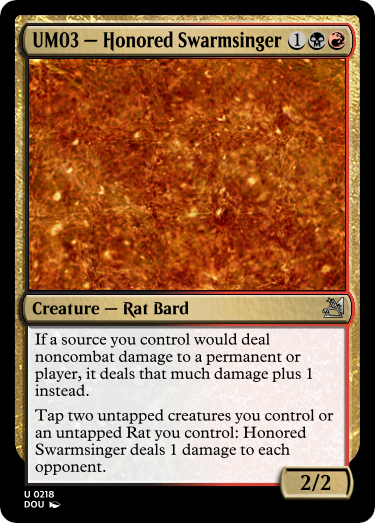 UM03 — Honored Swarmsinger 1
Creature — Rat Bard
If a source you control would deal
noncombat damage to a permanent or
player, it deals that much damage plus 1
instead.
Tap two untapped creatures you control or
an untapped Rat you control: Honored
Swarmsinger deals 1 damage to each
opponent.
2/2
U 0218
DOU